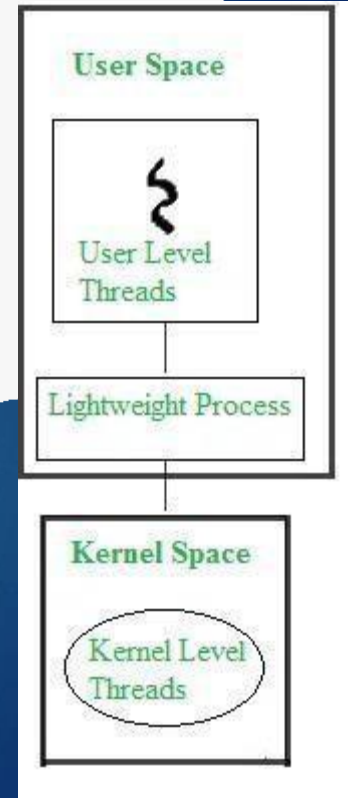 User Space
User Level
Threads
Lightweight Process
Kernel Space
Kernel Level
Threads